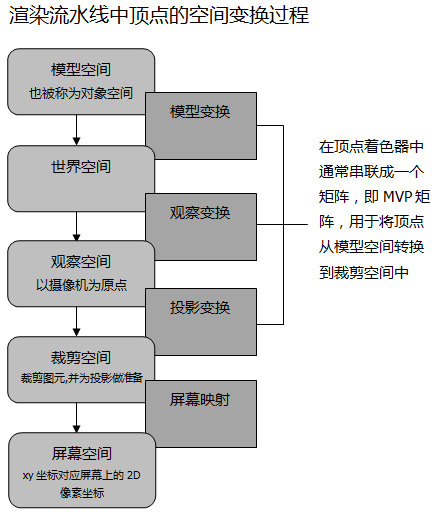 渲染流水线中顶点的空间变换过程
模型空间
也被称为对象空间
模型变换
世界空间
观察变换
观察空间
以摄像机为原点
投影变换
裁剪空间
裁剪图元,并为投影做准备
屏幕映射
屏幕空间
xy 坐标对应屏幕上的 2D
像素坐标
在顶点着色器中
通常串联成一个
矩阵，即 MVP 矩
阵，用于将顶点
从模型空间转换
到裁剪空间中